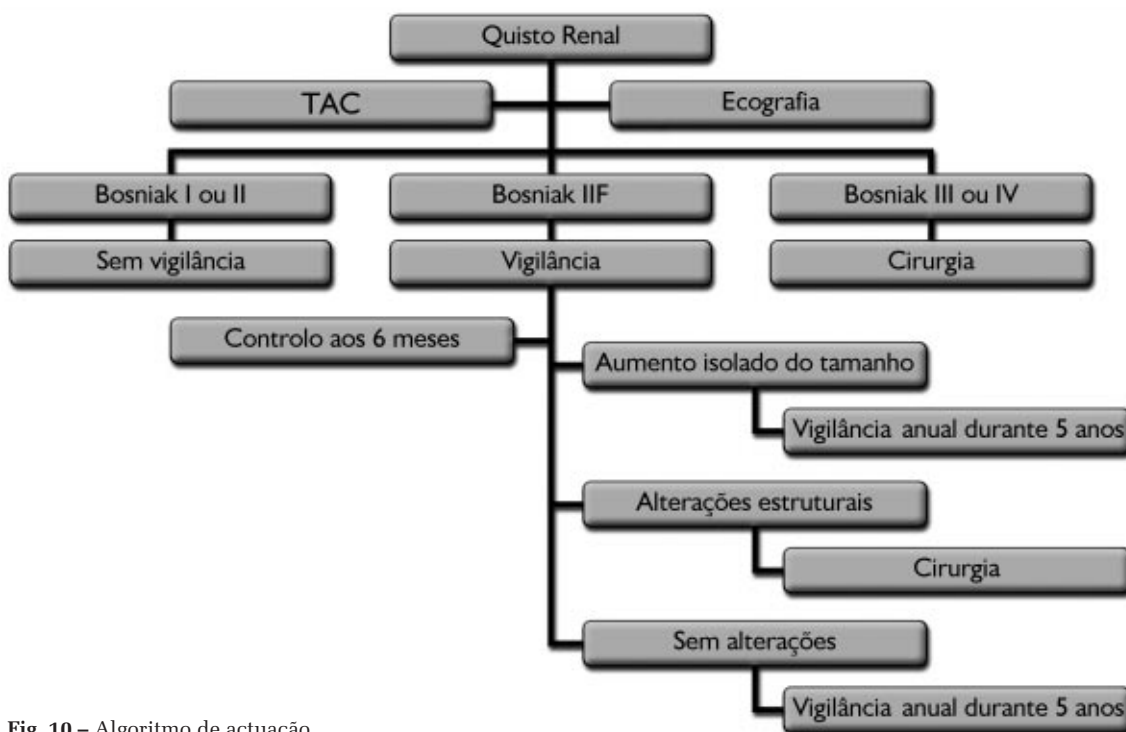 Quisto Renal
TAC
Ecografia
Bosniak I ou II
Bosniak IIF
Bosniak III ou IV
Sem vigilância
Vigilância
Cirurgia
Controlo aos 6 meses
Aumento isolado do tamanho
Vigilância anual durante 5 anos
Alterações estruturais
Cirurgia
Sem alterações
Vigilância anual durante 5 anos
Fig. 10 – Algoritmo de actuação